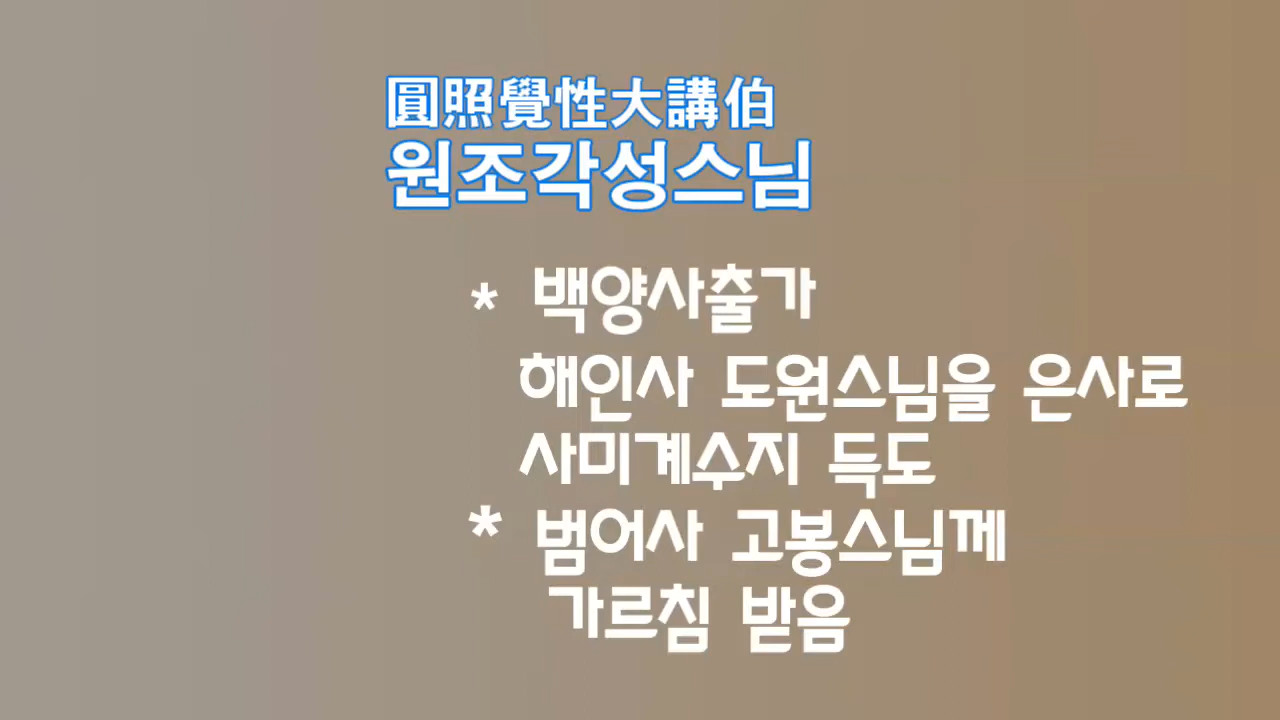 圓照覺性大講伯
원조각성스님
* 백양사출가
해인사 도원스님을 은사로
사미계수지 득도
* 범어사 고봉스님께
가르침 받음